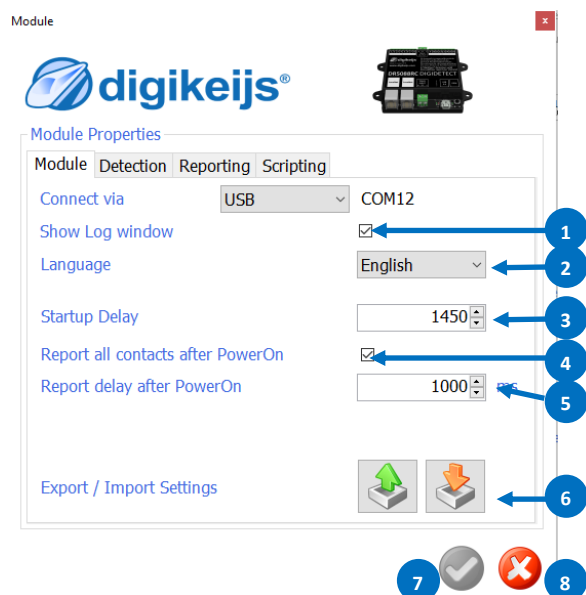 Module
x
digikeijs®
DR5088RC DIGIDETECT
Module Properties
Module Detection Reporting Scripting
Connect via USB COM12
Show Log window 1
Language English 2
Startup Delay 1450 3
Report all contacts after PowerOn 4
Report delay after PowerOn 1000 ms 5
Export / Import Settings 6
7 8